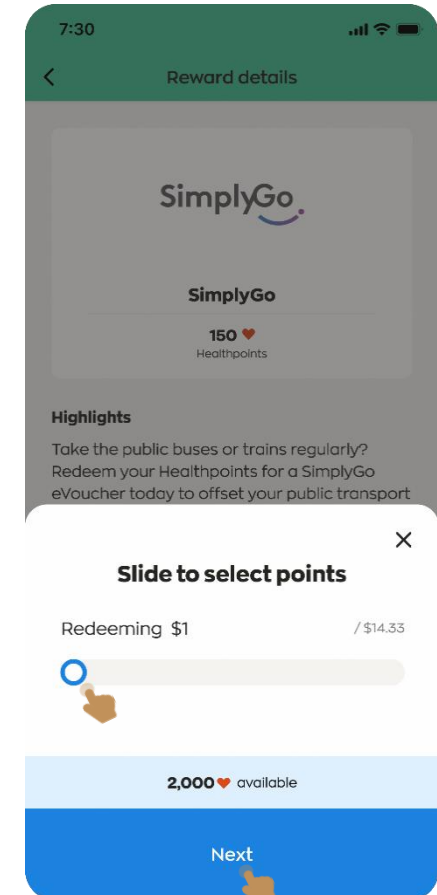 7:30
Reward details
SimplyGo
SimplyGo
150
Healthpoints
Highlights
Take the public buses or trains regularly?
Redeem your Healthpoints for a SimplyGo
eVoucher today to offset your public transport
Slide to select points
Redeeming $1 / $14.33
2,000 available
Next